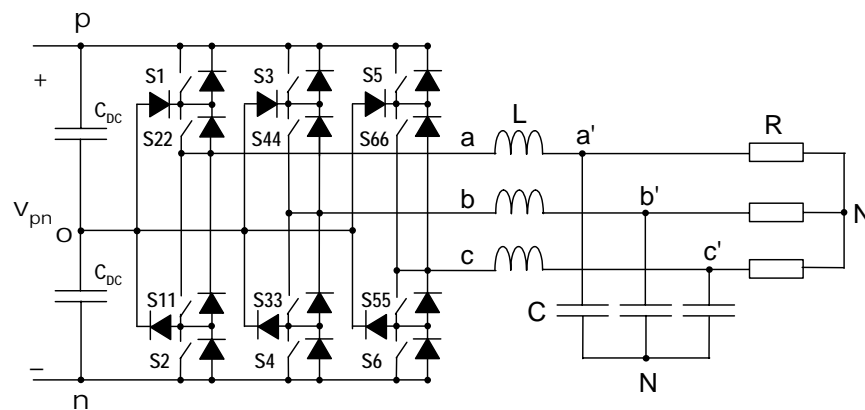 p
+
S1 S3 S5
C_DC
S22 S44 S66
a L a' R
V_pn
o
b b' N
c c'
C_DC
S11 S33 S55
C
S2 S4 S6
−
n
N